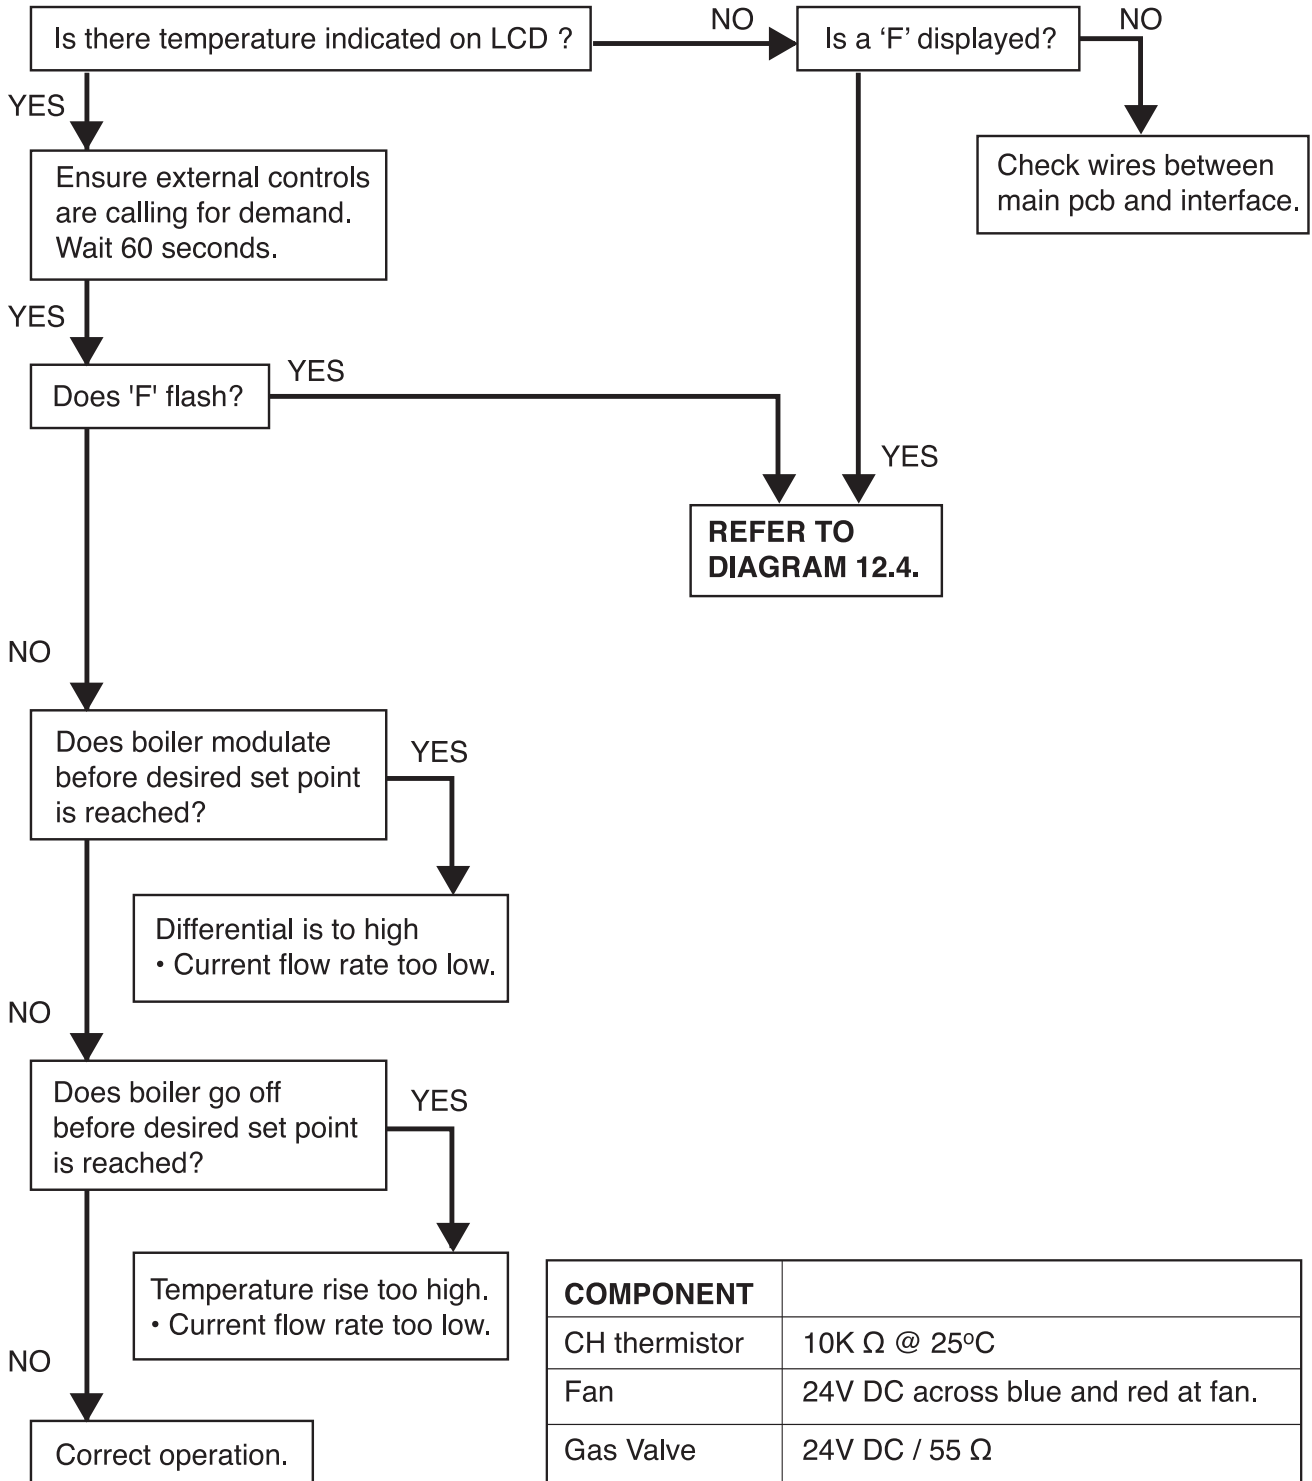 Is there temperature indicated on LCD ?
NO
Is a ‘F’ displayed?
NO
YES
Check wires between
main pcb and interface.
Ensure external controls
are calling for demand.
Wait 60 seconds.
YES
Does 'F' flash?
YES
YES
REFER TO
DIAGRAM 12.4.
NO
Does boiler modulate
before desired set point
is reached?
YES
Differential is to high
• Current flow rate too low.
NO
Does boiler go off
before desired set point
is reached?
YES
Temperature rise too high.
• Current flow rate too low.
NO
Correct operation.
COMPONENT
CH thermistor 10K Ω @ 25ºC
Fan 24V DC across blue and red at fan.
Gas Valve 24V DC / 55 Ω